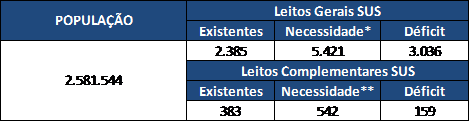 POPULAÇÃO
Leitos Gerais SUS
Existentes Necessidade* Déficit
2.385 5.421 3.036
2.581.544
Leitos Complementares SUS
Existentes Necessidade** Déficit
383 542 159